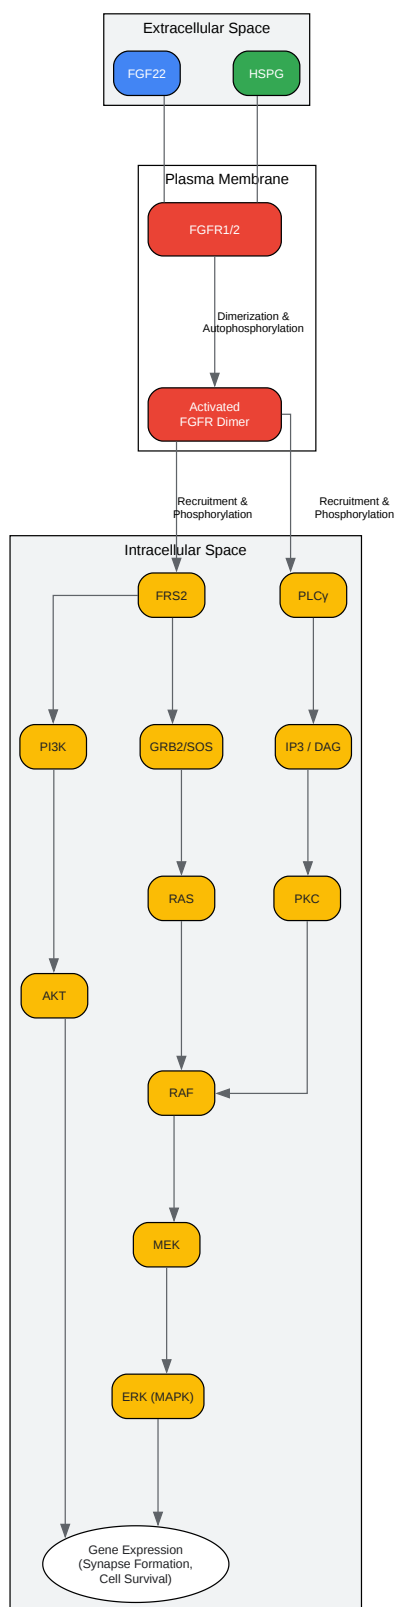 Extracellular Space
FGF22
HSPG
Plasma Membrane
FGFR1/2
Dimerization &
Autophosphorylation
Activated
FGFR Dimer
Recruitment &
Phosphorylation
Recruitment &
Phosphorylation
Intracellular Space
FRS2
PLCγ
PI3K
GRB2/SOS
IP3 / DAG
RAS
PKC
AKT
RAF
MEK
ERK (MAPK)
Gene Expression
(Synapse Formation,
Cell Survival)